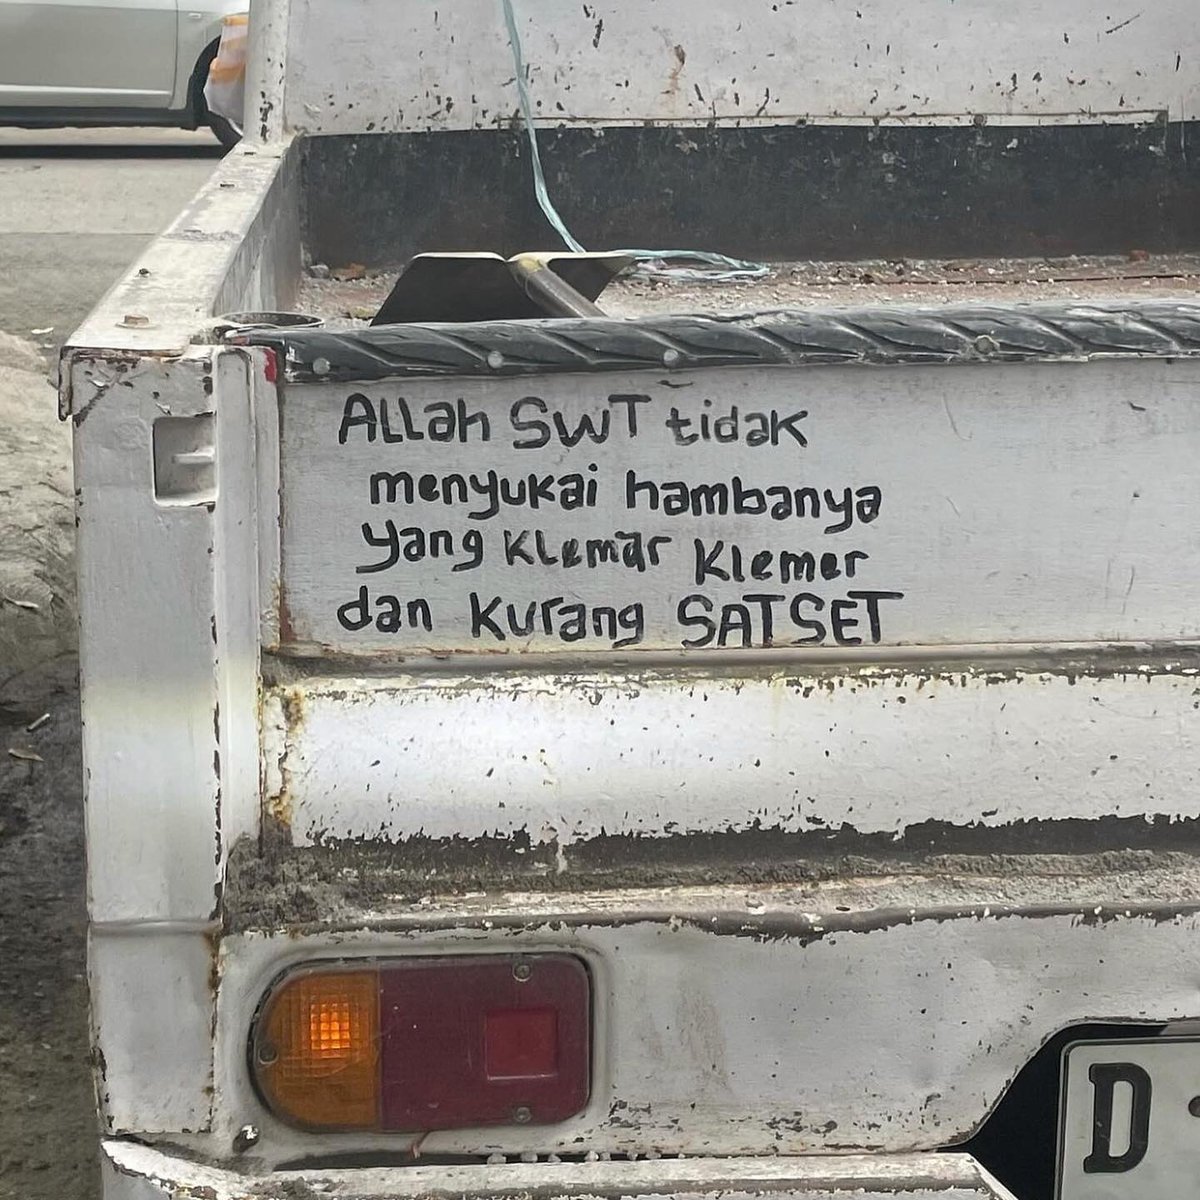 Allah SWT tidak
menyukai hambanya
yang Klemar Klemer
dan Kurang SATSET
D